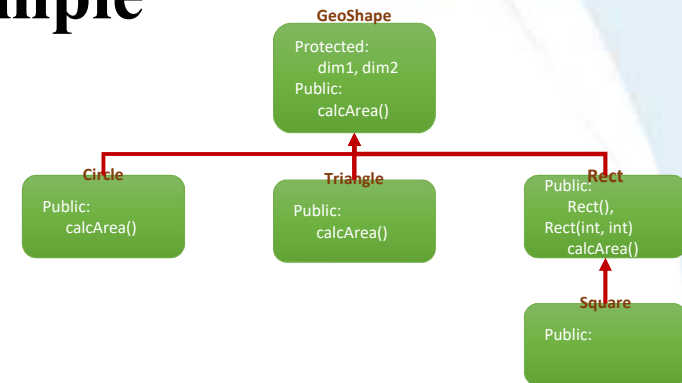 GeoShape
Protected:
dim1, dim2
Public:
calcArea()
Circle
Public:
calcArea()
Triangle
Public:
calcArea()
Rect
Public:
Rect(),
Rect(int, int)
calcArea()
Square
Public: